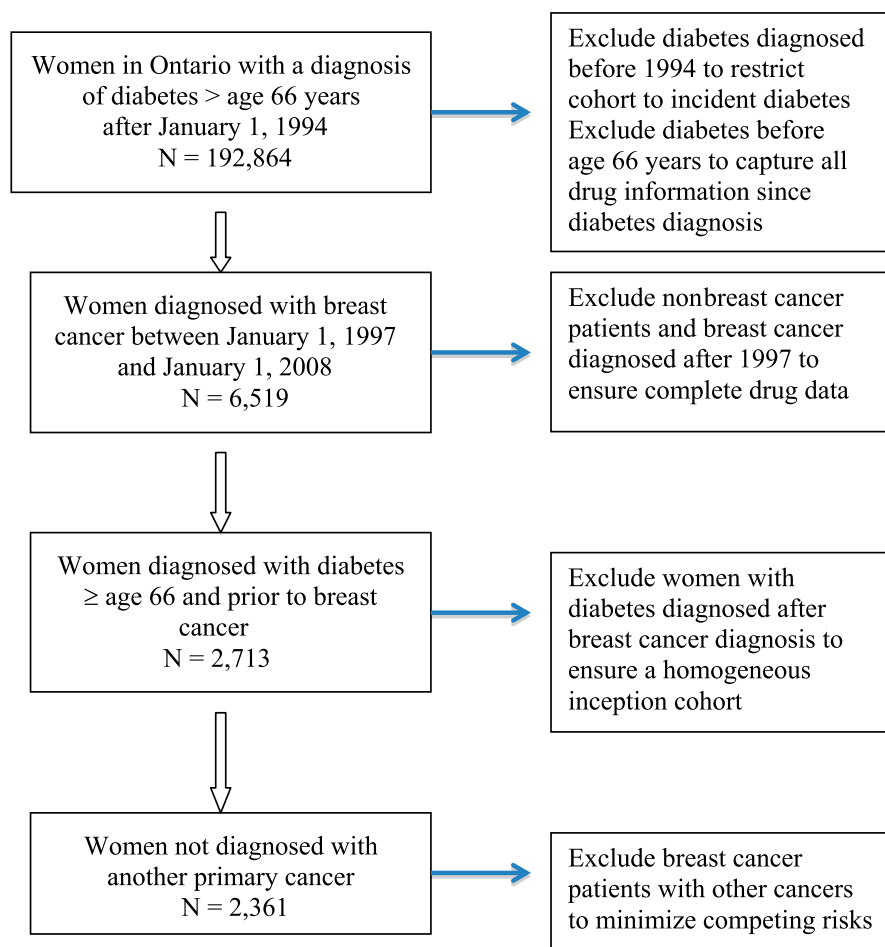 Women in Ontario with a diagnosis
of diabetes > age 66 years
after January 1, 1994
N = 192,864
Exclude diabetes diagnosed
before 1994 to restrict
cohort to incident diabetes
Exclude diabetes before
age 66 years to capture all
drug information since
diabetes diagnosis
Women diagnosed with breast
cancer between January 1, 1997
and January 1, 2008
N = 6,519
Exclude nonbreast cancer
patients and breast cancer
diagnosed after 1997 to
ensure complete drug data
Women diagnosed with diabetes
≥ age 66 and prior to breast
cancer
N = 2,713
Exclude women with
diabetes diagnosed after
breast cancer diagnosis to
ensure a homogeneous
inception cohort
Women not diagnosed with
another primary cancer
N = 2,361
Exclude breast cancer
patients with other cancers
to minimize competing risks